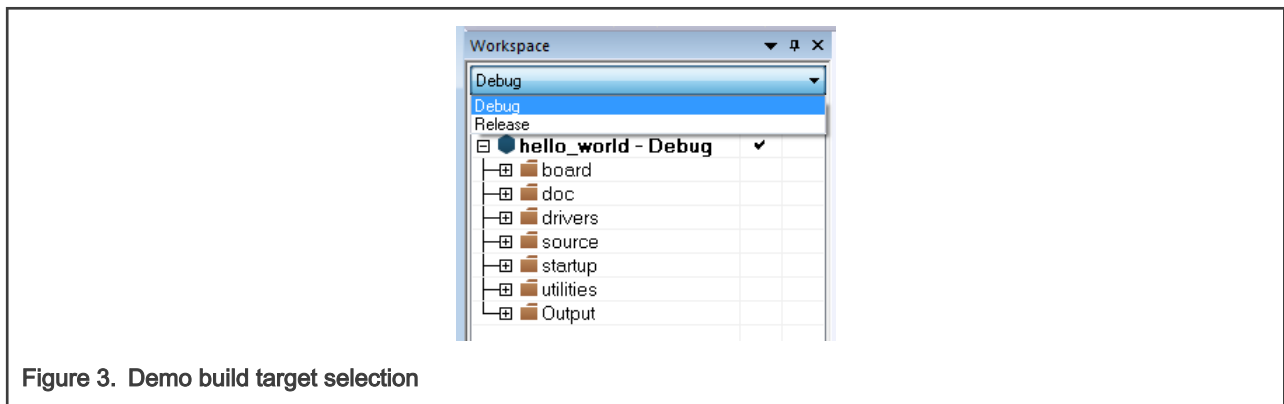 Workspace
Debug
Debug
Release
hello_world - Debug
board
doc
drivers
source
startup
utilities
Output
Figure 3. Demo build target selection